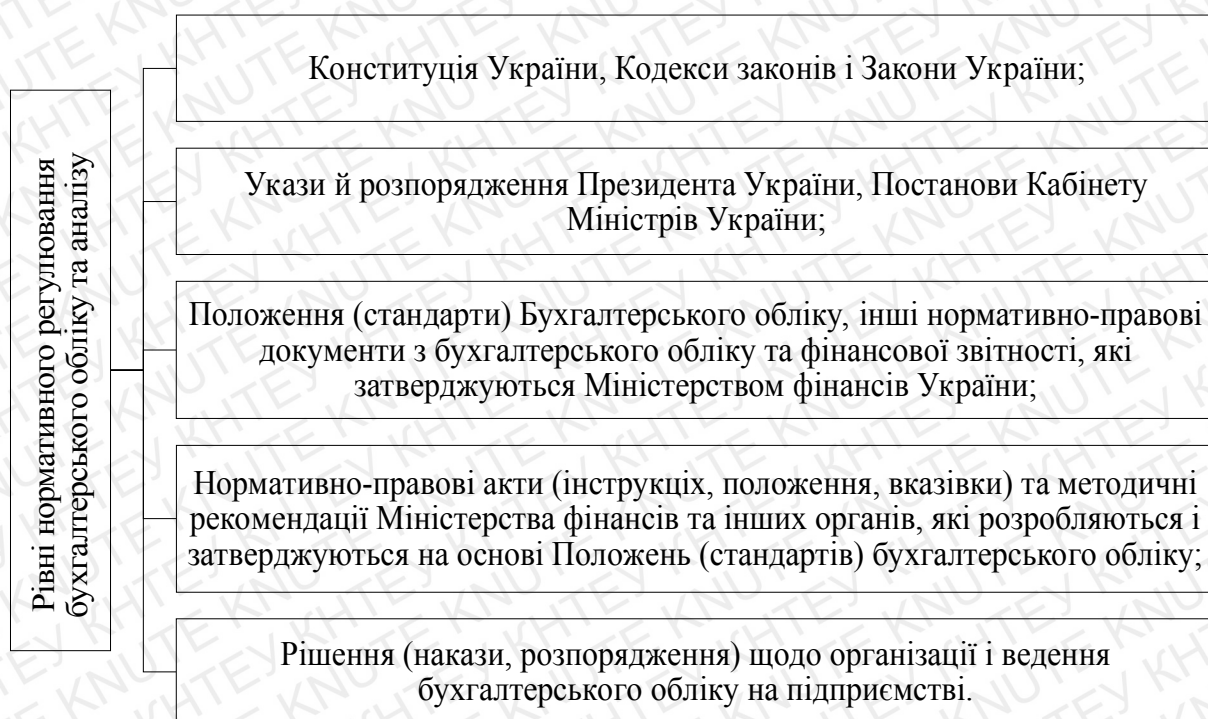 Рівні нормативного регулювання
бухгалтерського обліку та аналізу
Конституція України, Кодекси законів і Закони України;
Укази й розпорядження Президента України, Постанови Кабінету
Міністрів України;
Положення (стандарти) Бухгалтерського обліку, інші нормативно-правові
документи з бухгалтерського обліку та фінансової звітності, які
затверджуються Міністерством фінансів України;
Нормативно-правові акти (інструкціх, положення, вказівки) та методичні
рекомендації Міністерства фінансів та інших органів, які розробляються і
затверджуються на основі Положень (стандартів) бухгалтерського обліку;
Рішення (накази, розпорядження) щодо організації і ведення
бухгалтерського обліку на підприємстві.